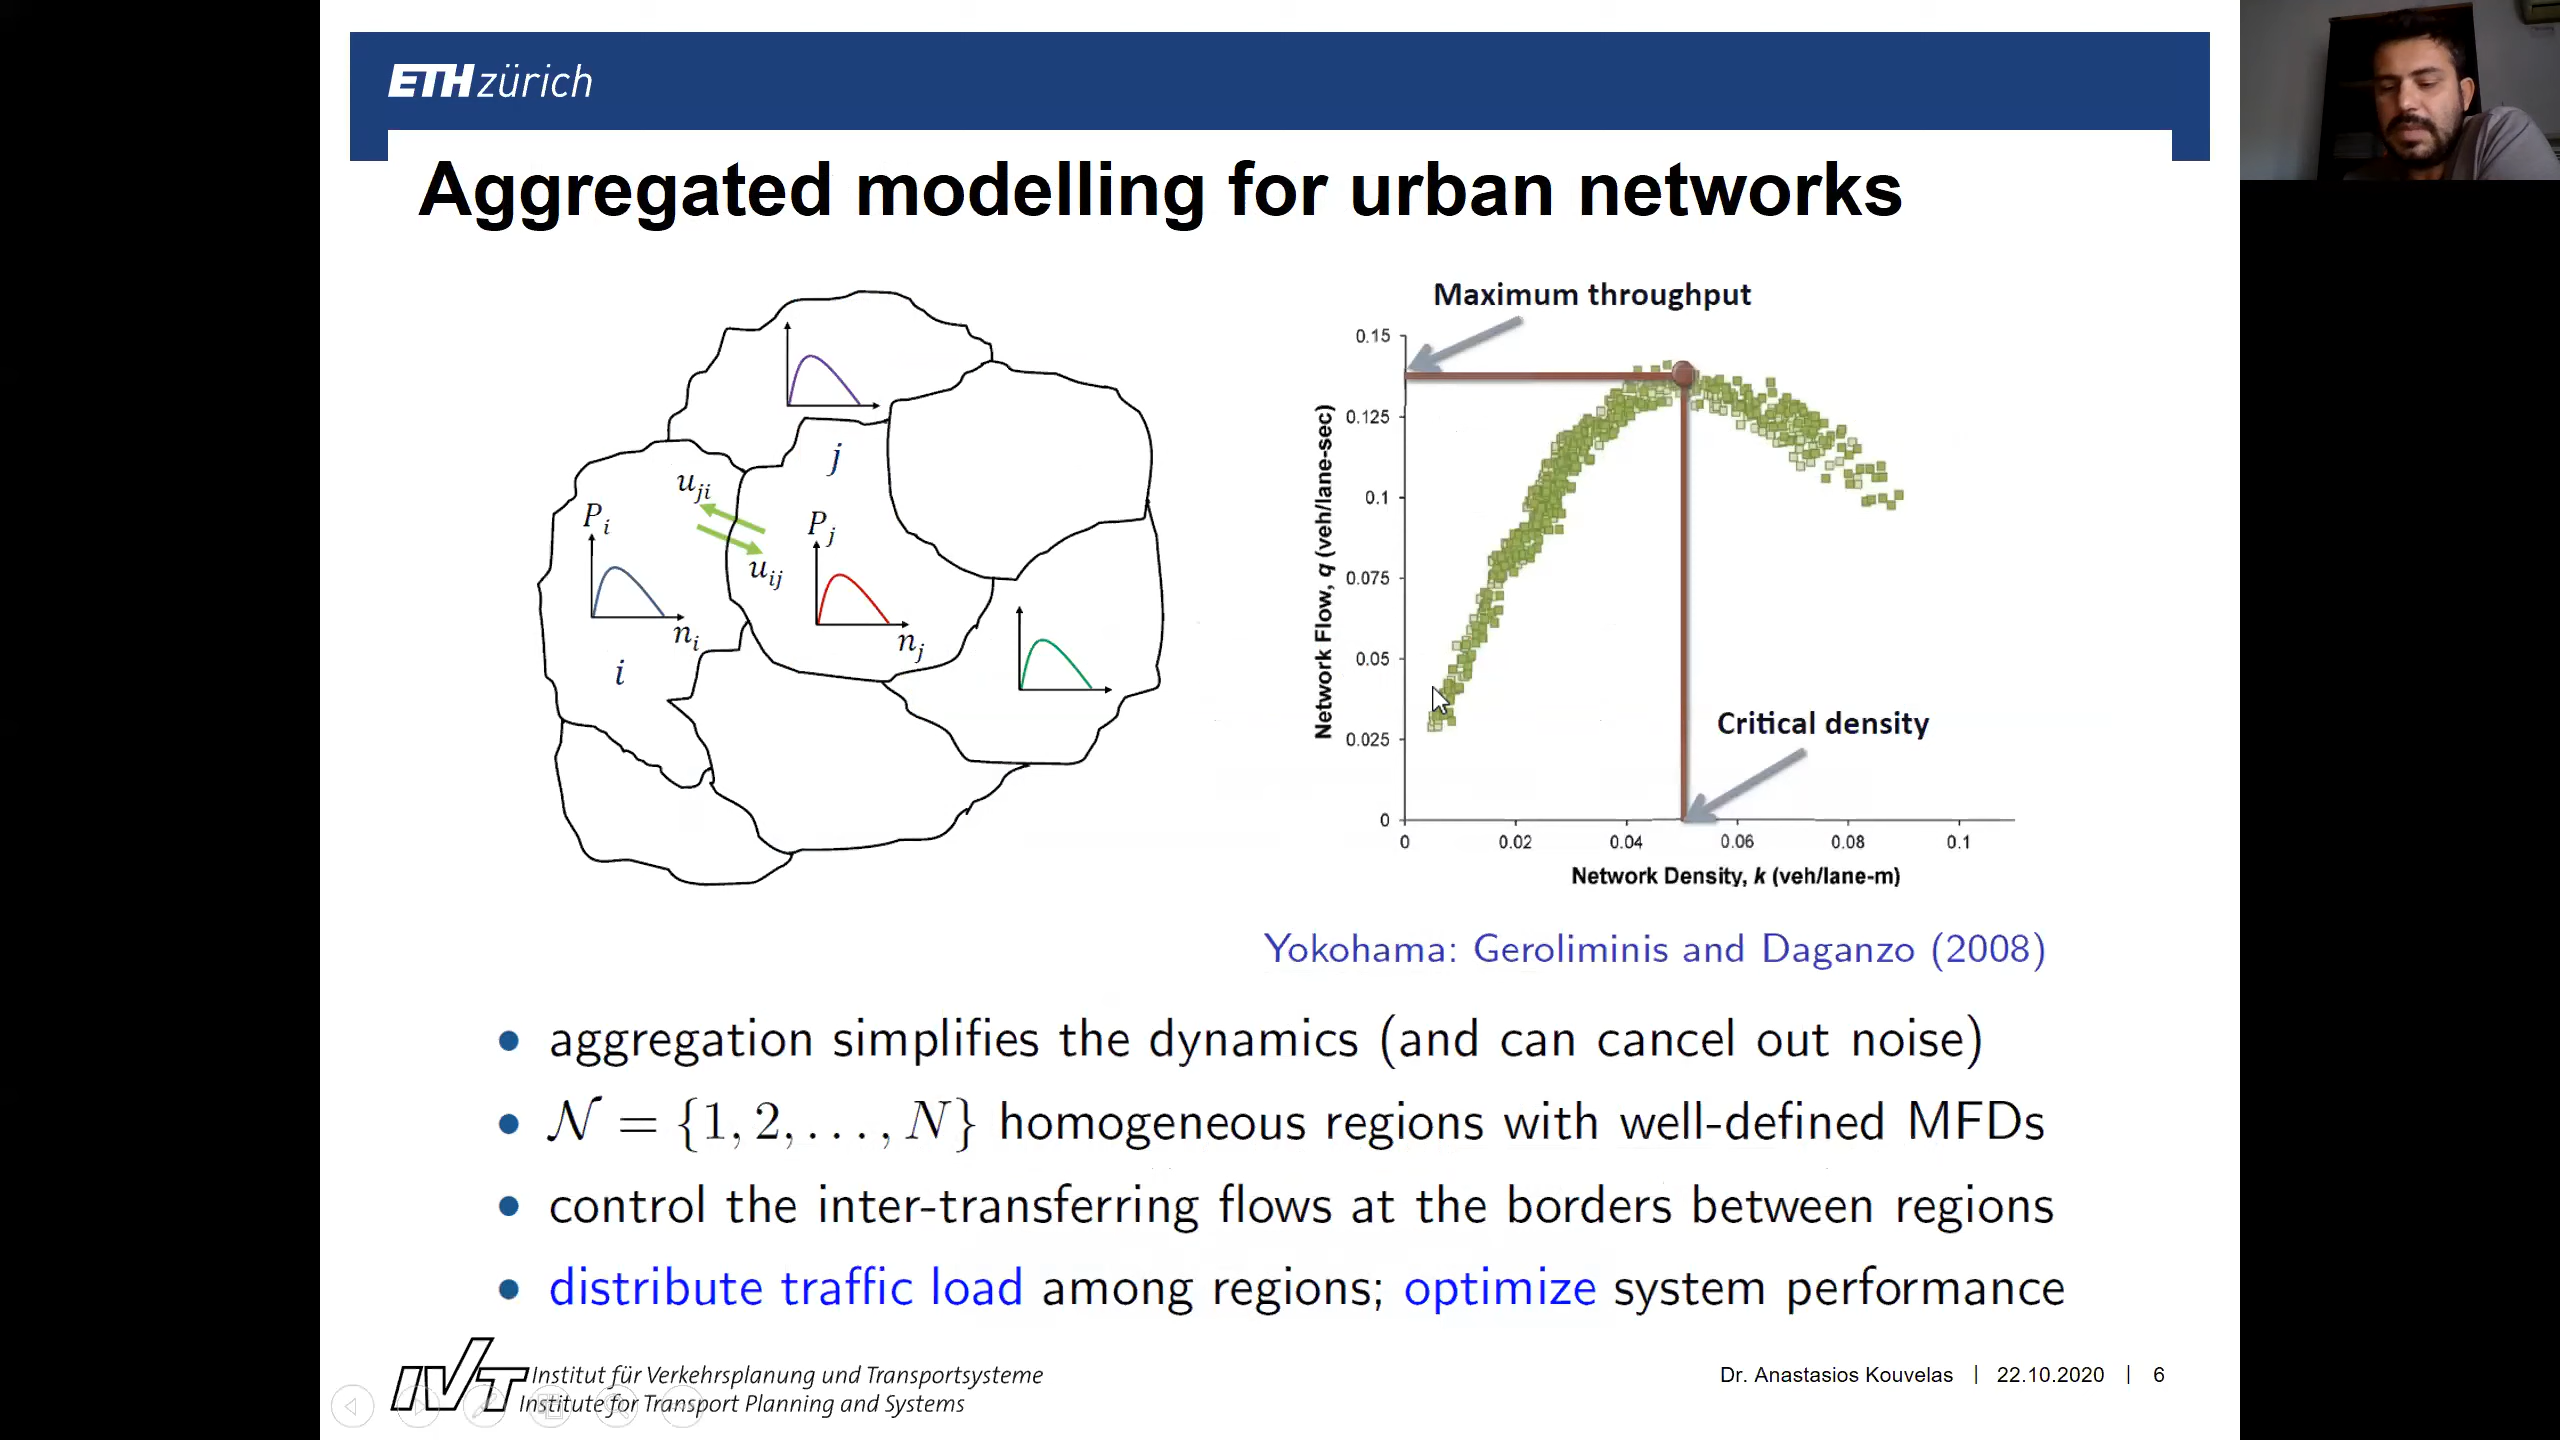 ETH zürich
Aggregated modelling for urban networks
j
u_ji
P_i
P_j
u_ij
n_i
n_j
i
Maximum throughput
0.15
0.125
0.1
0.075
0.05
0.025
0
Network Flow, q (veh/lane-sec)
Critical density
0 0.02 0.04 0.06 0.08 0.1
Network Density, k (veh/lane-m)
Yokohama: Geroliminis and Daganzo (2008)
• aggregation simplifies the dynamics (and can cancel out noise)
• 𝒩 = {1, 2, . . . , N} homogeneous regions with well-defined MFDs
• control the inter-transferring flows at the borders between regions
• distribute traffic load among regions; optimize system performance
IVT Institut für Verkehrsplanung und Transportsysteme
Institute for Transport Planning and Systems
Dr. Anastasios Kouvelas | 22.10.2020 | 6